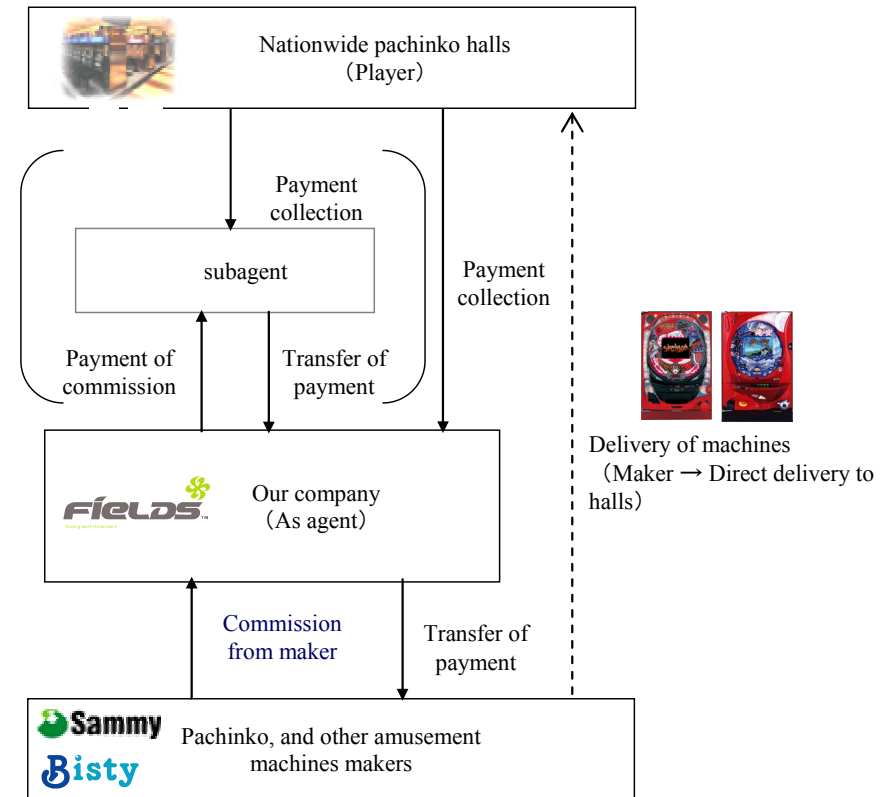 Nationwide pachinko halls
（Player）
Payment
collection
subagent
Payment
collection
Payment of
commission
Transfer of
payment
Delivery of machines
（Maker → Direct delivery to
halls）
FIELDS
Our company
（As agent）
Commission
from maker
Transfer of
payment
Sammy
Bisty
Pachinko, and other amusement
machines makers